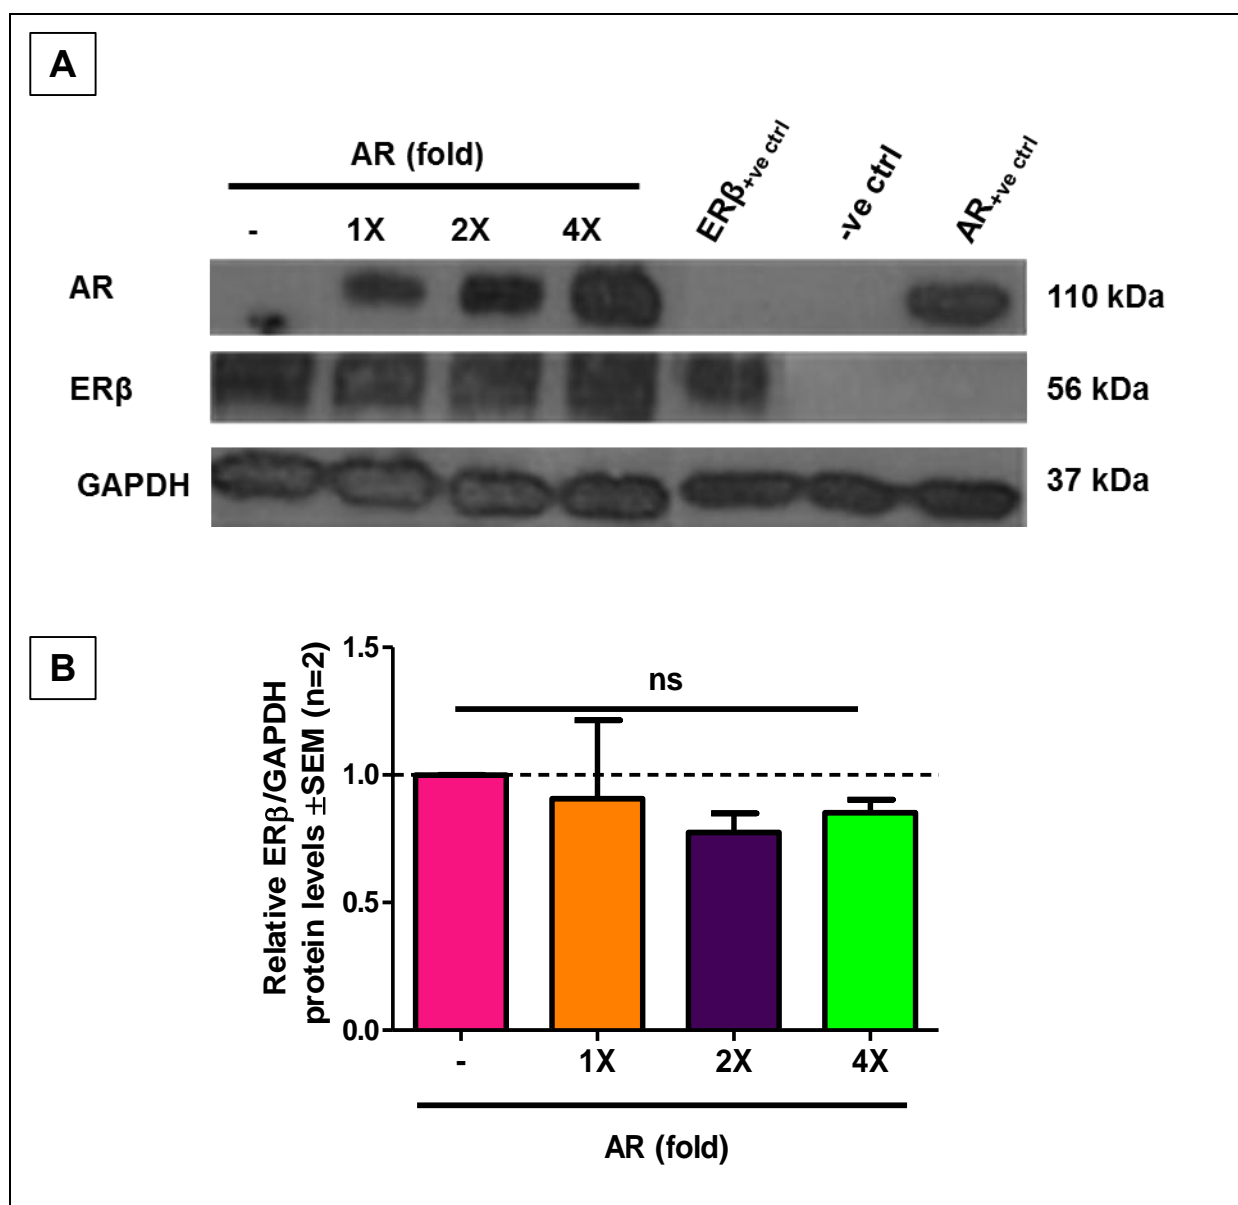 A
AR (fold)
- 1X 2X 4X ERβ+ve ctrl -ve ctrl AR+ve ctrl
AR 110 kDa
ERβ 56 kDa
GAPDH 37 kDa
B
Relative ERβ/GAPDH
protein levels ±SEM (n=2)
1.5
ns
1.0
0.5
0.0
- 1X 2X 4X
AR (fold)